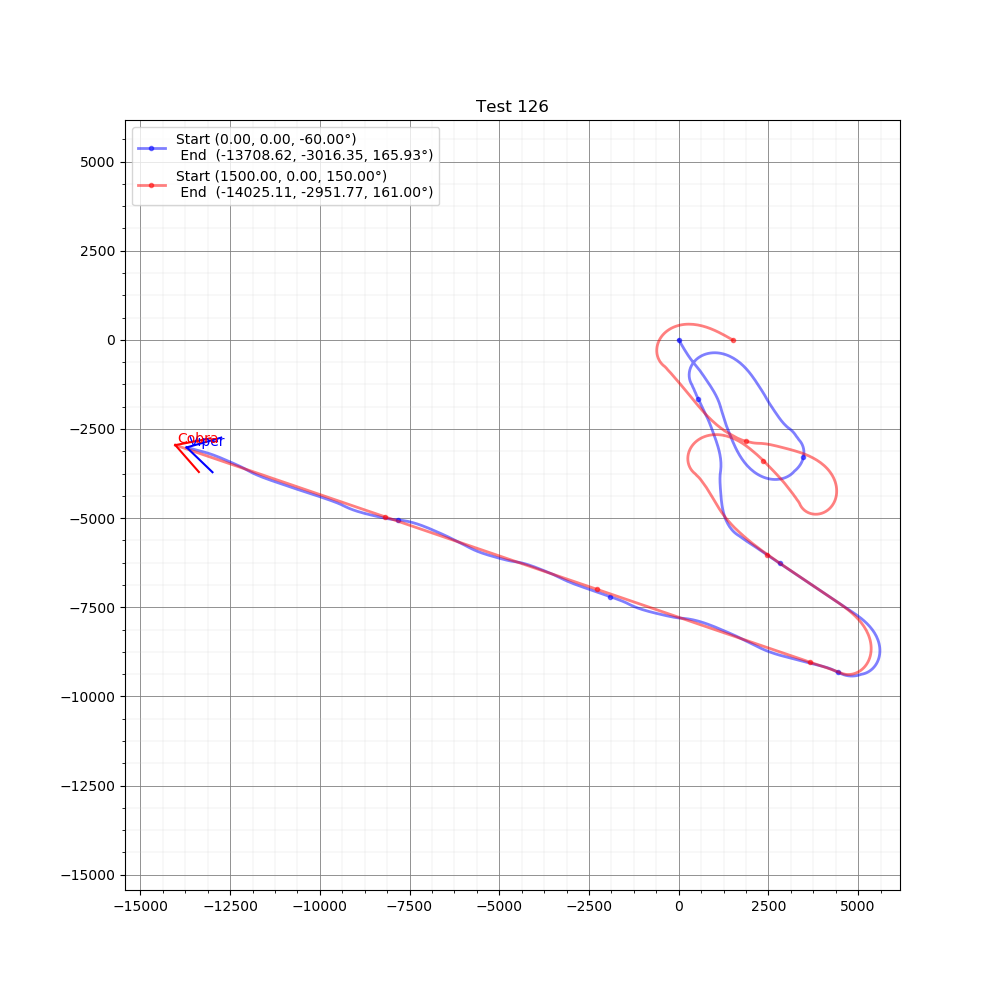 Test 126
Start (0.00, 0.00, -60.00°)
End (-13708.62, -3016.35, 165.93°)
Start (1500.00, 0.00, 150.00°)
End (-14025.11, -2951.77, 161.00°)
5000
2500
0
−2500
−5000
−7500
−10000
−12500
−15000
Cobra
Viper
−15000 −12500 −10000 −7500 −5000 −2500 0 2500 5000